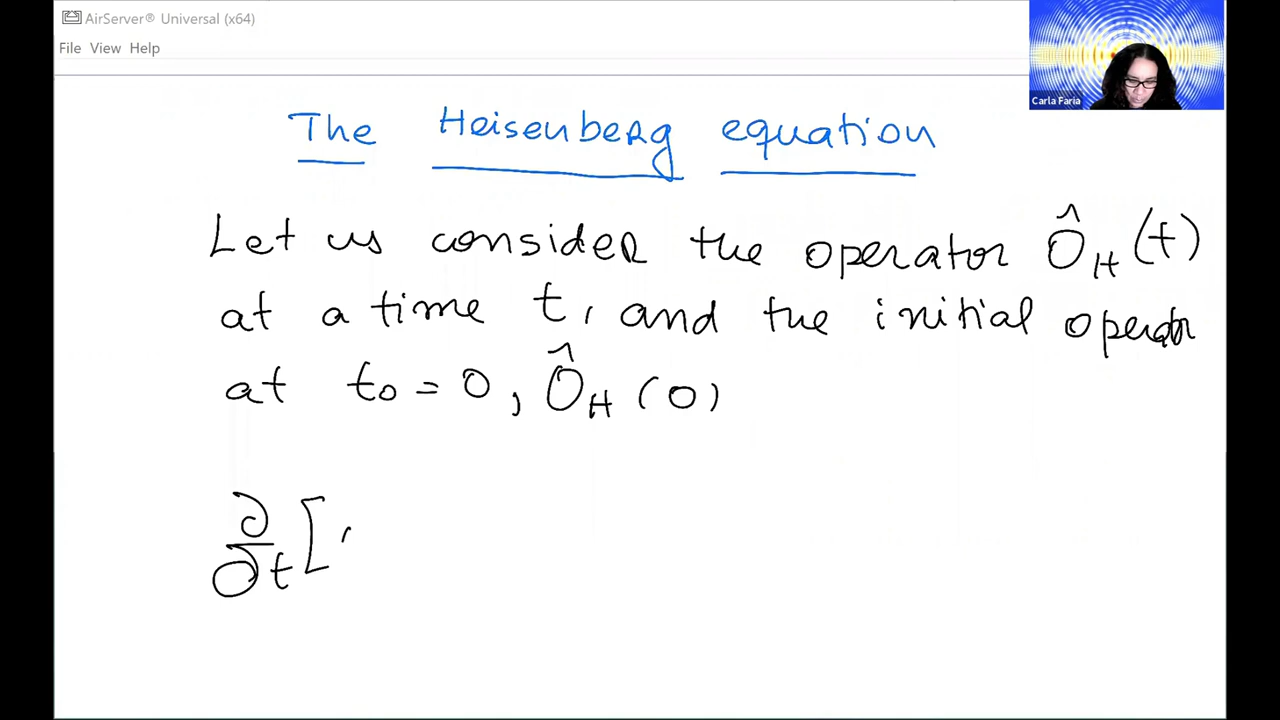 AirServer® Universal (x64)
File View Help
Carla Faria
The Heisenberg equation
Let us consider the operator Ô_H(t)
at a time t, and the initial operator
at t₀ = 0, Ô_H(0)
∂/∂t [